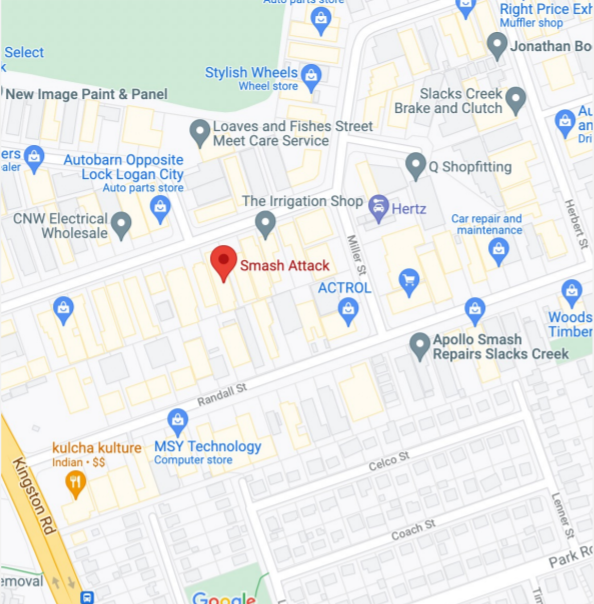 Auto parts store
Right Price Exh
Muffler shop
Jonathan Bo
Select
k
Stylish Wheels
Wheel store
New Image Paint & Panel
Slacks Creek
Brake and Clutch
Loaves and Fishes Street
Meet Care Service
Au
an
Dri
ers
aler
Autobarn Opposite
Lock Logan City
Auto parts store
Q Shopfitting
The Irrigation Shop
Hertz
CNW Electrical
Wholesale
Car repair and
maintenance
Herbert St
Miller St
Smash Attack
ACTROL
Woods
Timber
Apollo Smash
Repairs Slacks Creek
Randall St
kulcha kulture
Indian • $$
MSY Technology
Computer store
Kingston Rd
Celco St
Coach St
Lenner St
Park Ro
emoval
Google